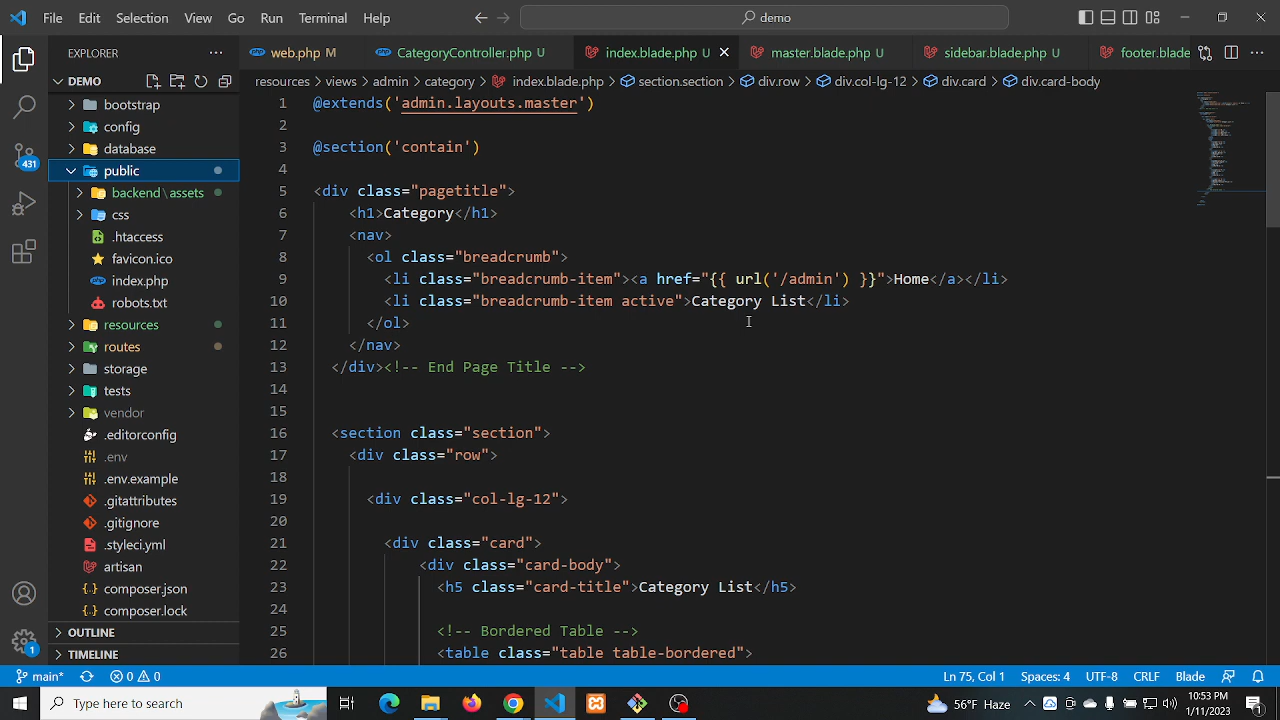 File Edit Selection View Go Run Terminal Help demo
EXPLORER
web.php M
CategoryController.php U
index.blade.php U
master.blade.php U
sidebar.blade.php U
footer.blade
DEMO
resources > views > admin > category > index.blade.php > section.section > div.row > div.col-lg-12 > div.card > div.card-body
bootstrap
config
database
public
backend \ assets
css
.htaccess
favicon.ico
index.php
robots.txt
resources
routes
storage
tests
vendor
.editorconfig
.env
.env.example
.gitattributes
.gitignore
.styleci.yml
artisan
composer.json
composer.lock
OUTLINE
TIMELINE
431
1
1 @extends('admin.layouts.master')
2
3 @section('contain')
4
5 <div class="pagetitle">
6 <h1>Category</h1>
7 <nav>
8 <ol class="breadcrumb">
9 <li class="breadcrumb-item"><a href="{{ url('/admin') }}">Home</a></li>
10 <li class="breadcrumb-item active">Category List</li>
11 </ol>
12 </nav>
13 </div><!-- End Page Title -->
14
15
16 <section class="section">
17 <div class="row">
18
19 <div class="col-lg-12">
20
21 <div class="card">
22 <div class="card-body">
23 <h5 class="card-title">Category List</h5>
24
25 <!-- Bordered Table -->
26 <table class="table table-bordered">
main* 0 0 Ln 75, Col 1 Spaces: 4 UTF-8 CRLF Blade
Type here to search
56°F Haze
10:53 PM
1/11/2023